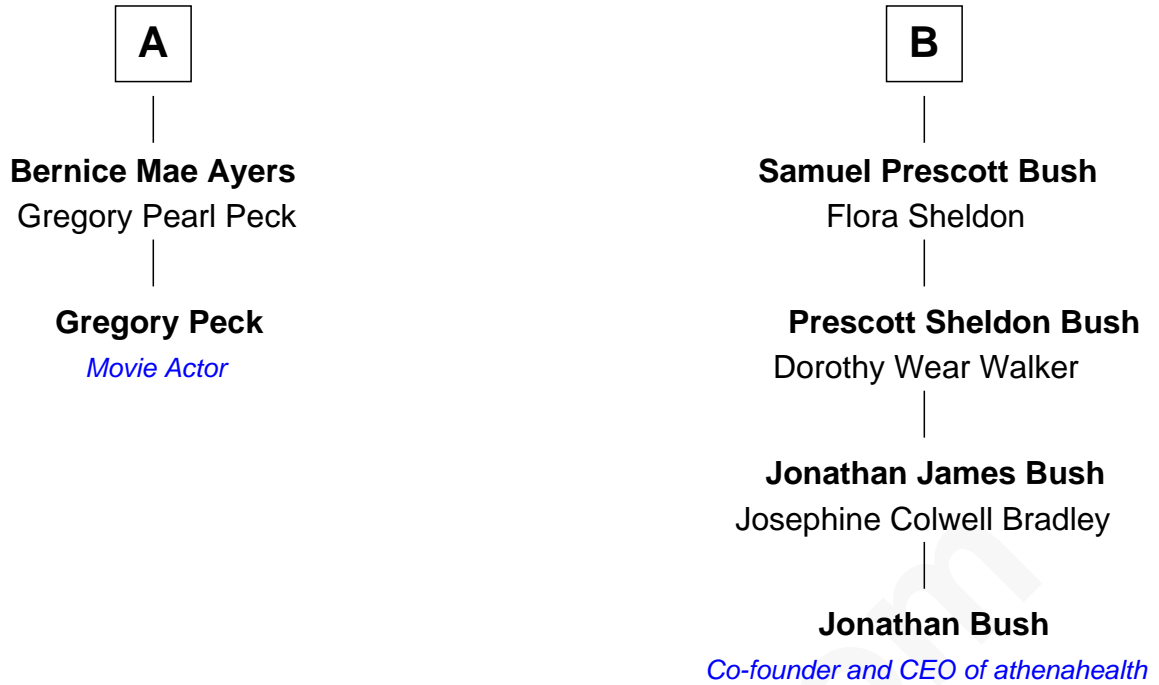 A
Bernice Mae Ayers
Gregory Pearl Peck
Gregory Peck
Movie Actor
B
Samuel Prescott Bush
Flora Sheldon
Prescott Sheldon Bush
Dorothy Wear Walker
Jonathan James Bush
Josephine Colwell Bradley
Jonathan Bush
Co-founder and CEO of athenahealth
om